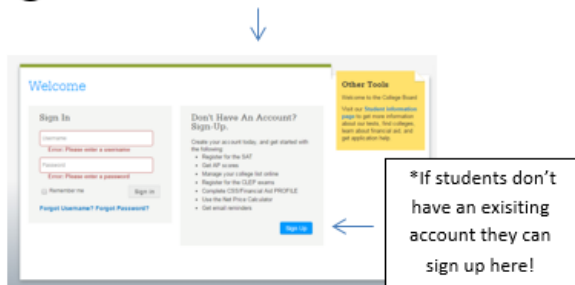 Welcome
Sign In
Username
Error: Please enter a username
Password
Error: Please enter a password
Remember me
Sign in
Forgot Username? Forgot Password?
Don't Have An Account?
Sign-Up.
Create your account today, and get started with
the following:
Register for the SAT
Get AP scores
Manage your college list online
Register for the CLEP exams
Complete CSS/Financial Aid PROFILE
Use the Net Price Calculator
Get email reminders
Sign Up
Other Tools
Welcome to the College Board
Visit our Student information
page to get more information
about our tests, find colleges,
learn about financial aid, and
get application help.
*If students don't
have an exisiting
account they can
sign up here!